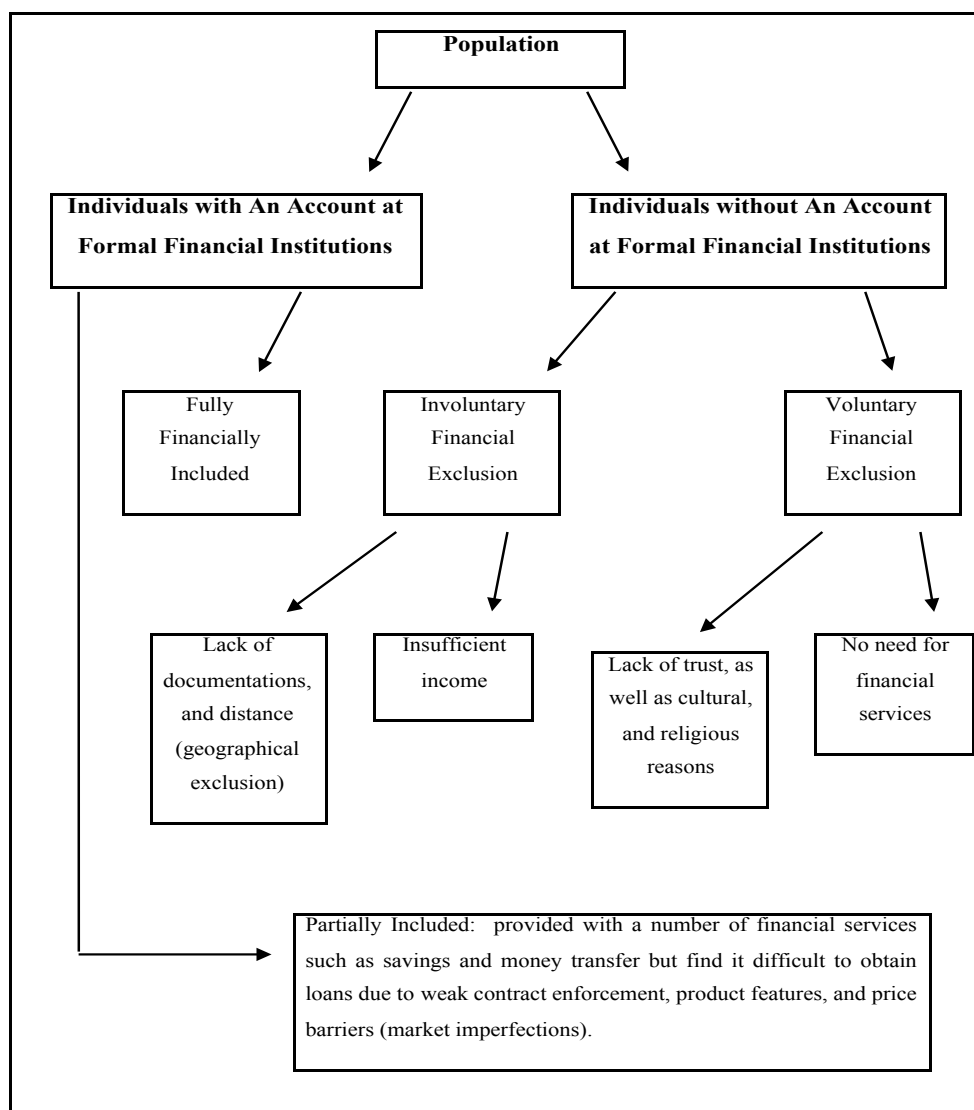 Population
Individuals with An Account at
Formal Financial Institutions
Individuals without An Account
at Formal Financial Institutions
Fully
Financially
Included
Involuntary
Financial
Exclusion
Voluntary
Financial
Exclusion
Lack of
documentations,
and distance
(geographical
exclusion)
Insufficient
income
Lack of trust, as
well as cultural,
and religious
reasons
No need for
financial
services
Partially Included: provided with a number of financial services
such as savings and money transfer but find it difficult to obtain
loans due to weak contract enforcement, product features, and price
barriers (market imperfections).